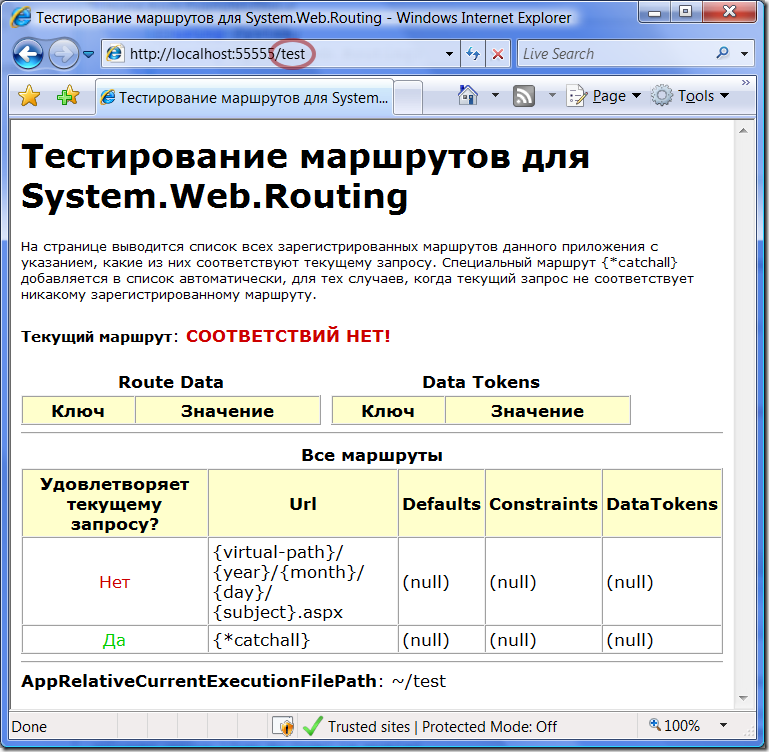 Тестирование маршрутов для System.Web.Routing - Windows Internet Explorer
http://localhost:55555/test
Live Search
Тестирование маршрутов для System...
Page
Tools
Тестирование маршрутов для
System.Web.Routing
На странице выводится список всех зарегистрированных маршрутов данного приложения с
указанием, какие из них соответствуют текущему запросу. Специальный маршрут {*catchall}
добавляется в список автоматически, для тех случаев, когда текущий запрос не соответствует
никакому зарегистрированному маршруту.
Текущий маршрут: СООТВЕТСТВИЙ НЕТ!
Route Data
Ключ Значение
Data Tokens
Ключ Значение
Все маршруты
Удовлетворяет
текущему
запросу?
Url
Defaults
Constraints
DataTokens
Нет
{virtual-path}/
{year}/{month}/
{day}/
{subject}.aspx
(null)
(null)
(null)
Да
{*catchall}
(null)
(null)
(null)
AppRelativeCurrentExecutionFilePath: ~/test
Done
Trusted sites | Protected Mode: Off
100%